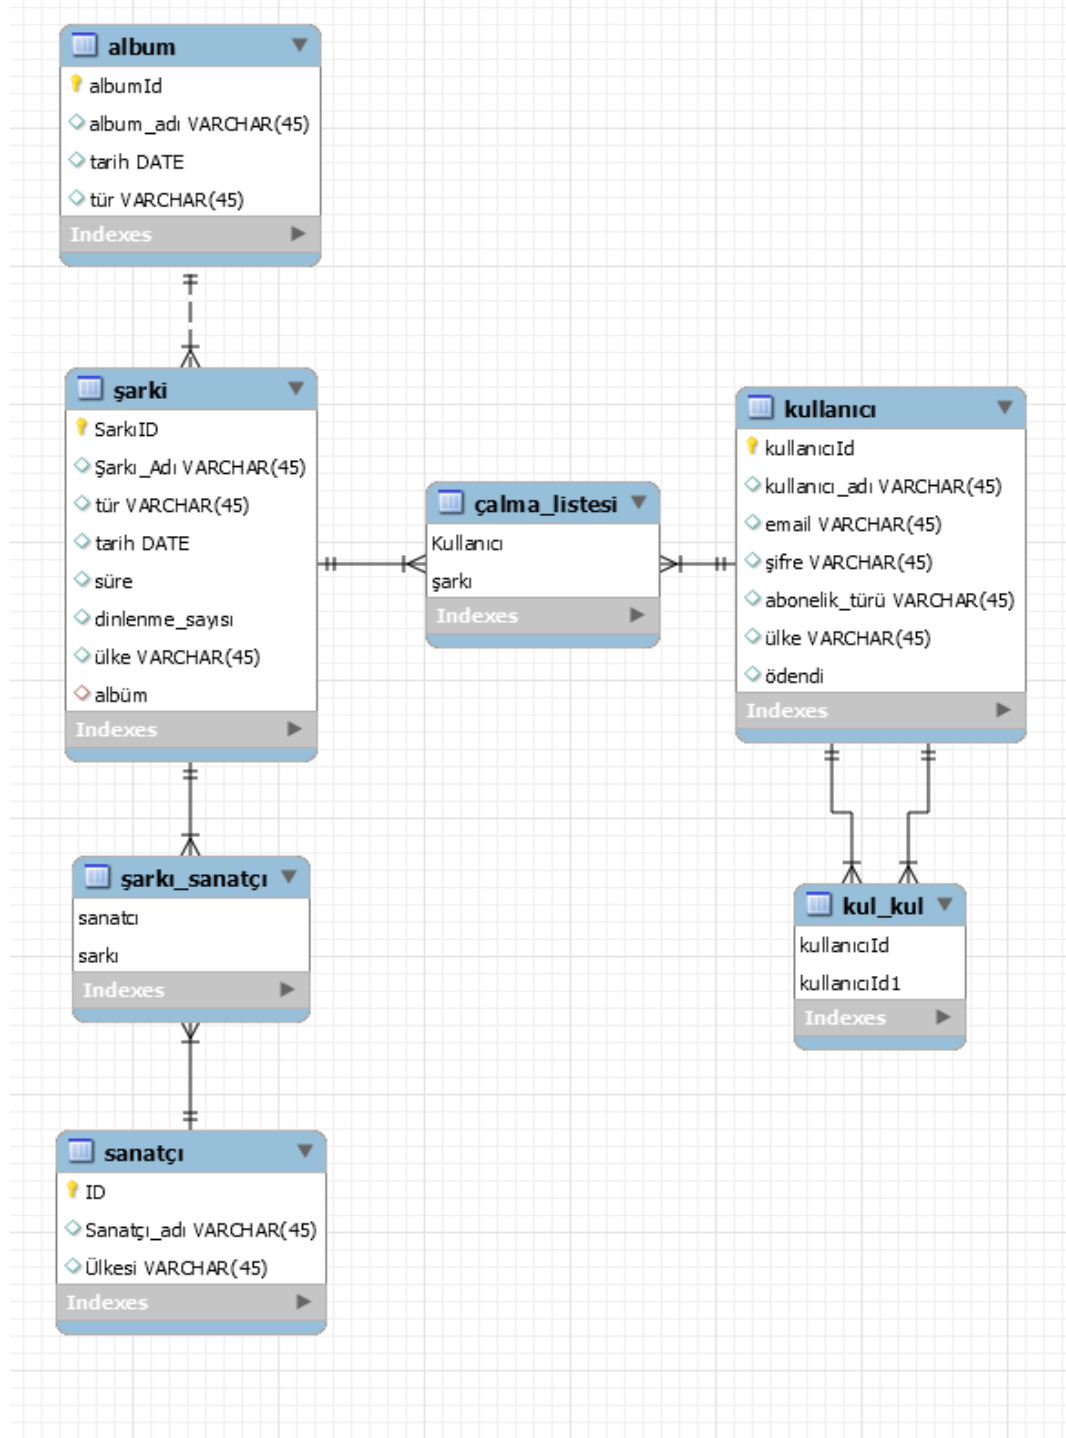 album
albumId
album_adı VARCHAR(45)
tarih DATE
tür VARCHAR(45)
Indexes
şarki
SarkıID
Şarkı_Adı VARCHAR(45)
tür VARCHAR(45)
tarih DATE
süre
dinlenme_sayısı
ülke VARCHAR(45)
albüm
Indexes
çalma_listesi
Kullanıcı
şarkı
Indexes
kullanıcı
kullanıcıId
kullanıcı_adı VARCHAR(45)
email VARCHAR(45)
şifre VARCHAR(45)
abonelik_türü VARCHAR(45)
ülke VARCHAR(45)
ödendi
Indexes
şarkı_sanatçı
sanatcı
sarkı
Indexes
kul_kul
kullanıcıId
kullanıcıId1
Indexes
sanatçı
ID
Sanatçı_adı VARCHAR(45)
Ülkesi VARCHAR(45)
Indexes